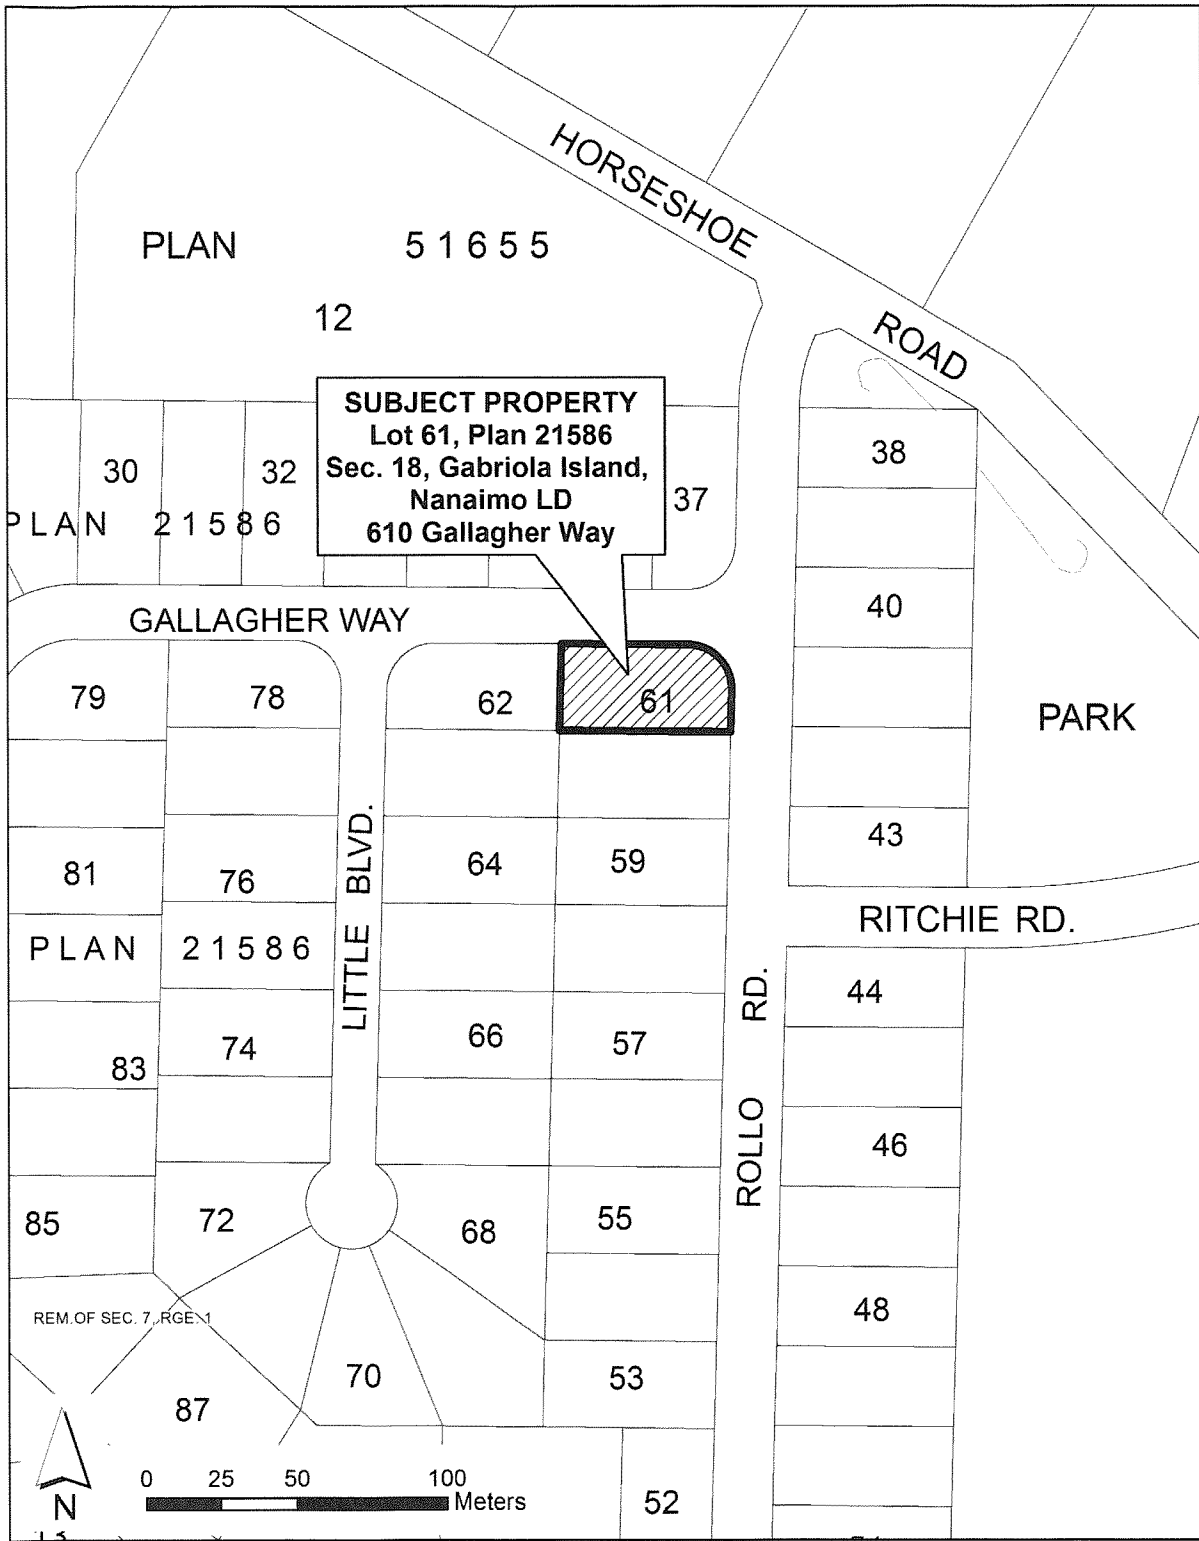 HORSESHOE
ROAD
PLAN 51655
12
SUBJECT PROPERTY
Lot 61, Plan 21586
Sec. 18, Gabriola Island,
Nanaimo LD
610 Gallagher Way
30
32
37
38
PLAN 21586
40
GALLAGHER WAY
79
78
62
61
PARK
43
LITTLE BLVD.
81
76
64
59
RITCHIE RD.
PLAN 21586
ROLLO RD.
44
83
74
66
57
46
85
72
68
55
48
REM.OF SEC. 7, RGE. 1
70
53
87
0 25 50 100
Meters
N
52